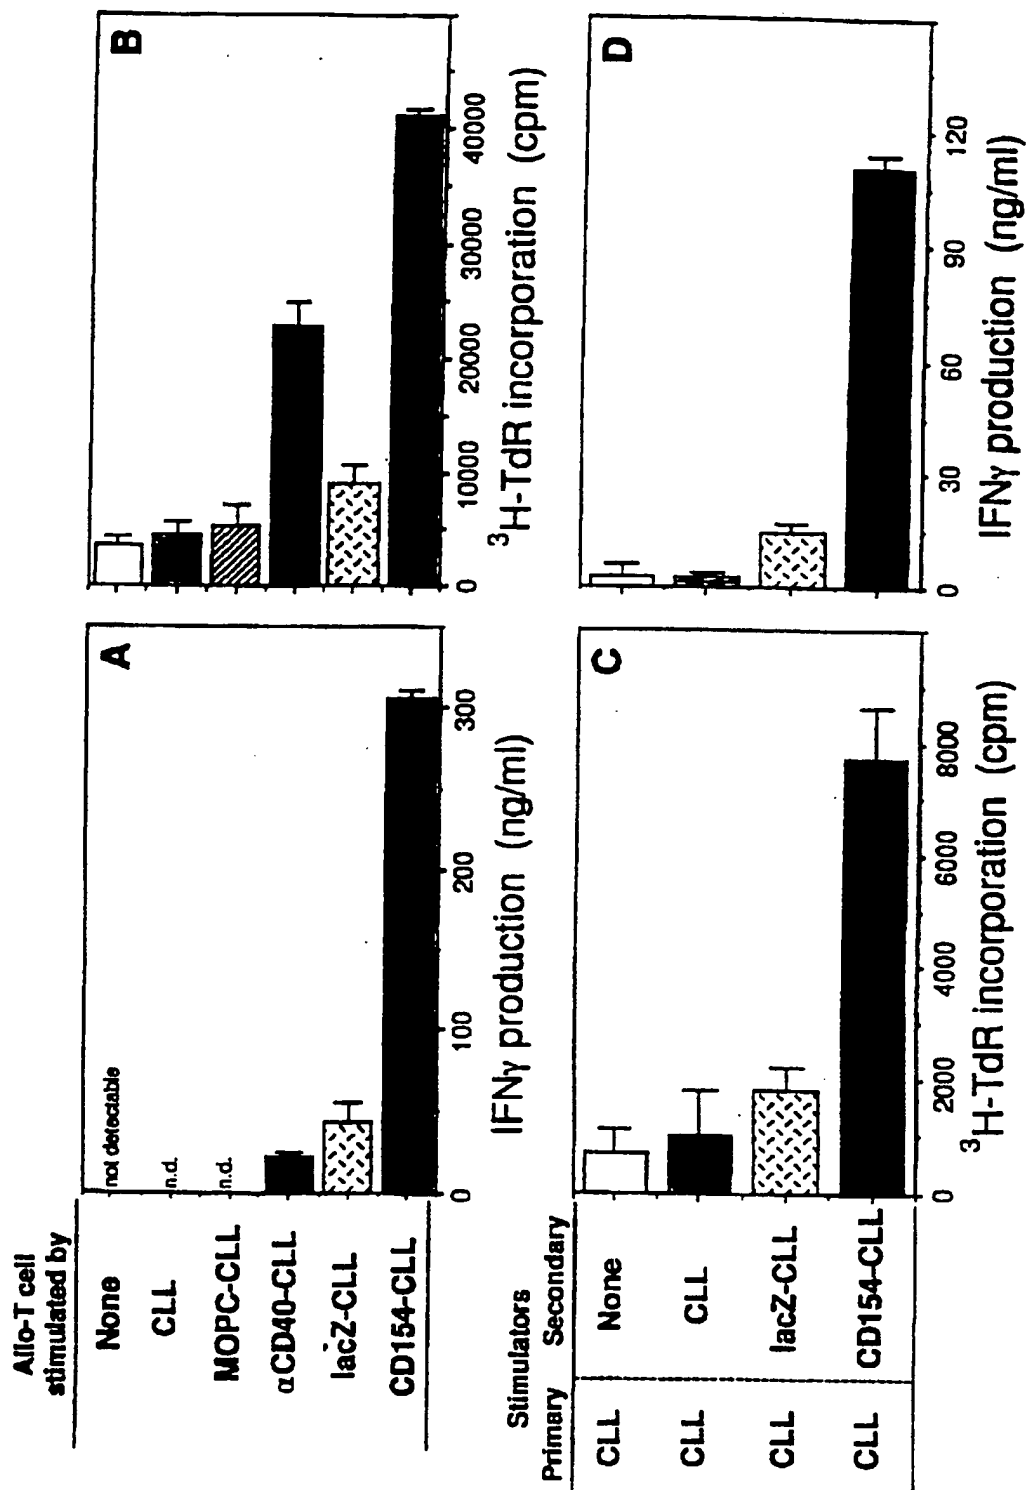 Allo-T cell
stimulated by
None
CLL
MOPC-CLL
αCD40-CLL
lacZ-CLL
CD154-CLL
A
not detectable
n.d.
n.d.
0 100 200 300
IFNγ production (ng/ml)
B
0 10000 20000 30000 40000
³H-TdR incorporation (cpm)
Stimulators
Primary Secondary
CLL None
CLL CLL
CLL lacZ-CLL
CLL CD154-CLL
C
0 2000 4000 6000 8000
³H-TdR incorporation (cpm)
D
0 30 60 90 120
IFNγ production (ng/ml)